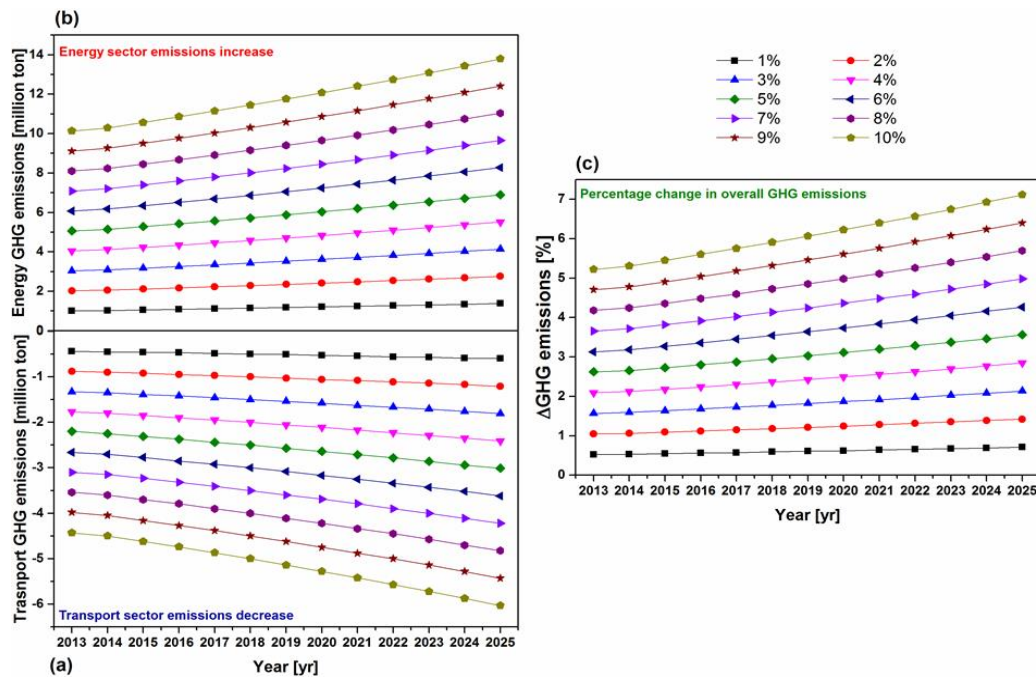 (b)
Energy sector emissions increase
Energy GHG emissions [million ton]
14
12
10
8
6
4
2
0
Trasnport GHG emissions [million ton]
-1
-2
-3
-4
-5
-6
Transport sector emissions decrease
2013 2014 2015 2016 2017 2018 2019 2020 2021 2022 2023 2024 2025
Year [yr]
(a)
1% 2%
3% 4%
5% 6%
7% 8%
9% 10%
(c)
Percentage change in overall GHG emissions
ΔGHG emissions [%]
7
6
5
4
3
2
1
0
2013 2014 2015 2016 2017 2018 2019 2020 2021 2022 2023 2024 2025
Year [yr]